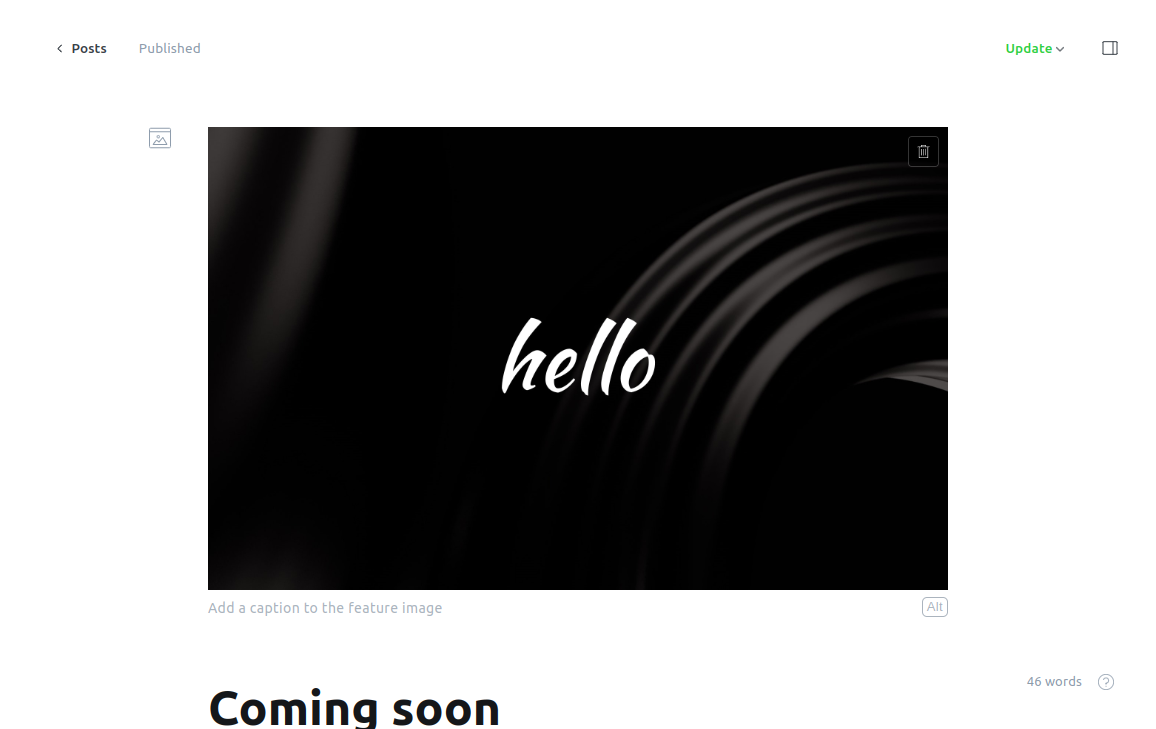 Posts Published Update
hello
Add a caption to the feature image Alt
46 words
Coming soon